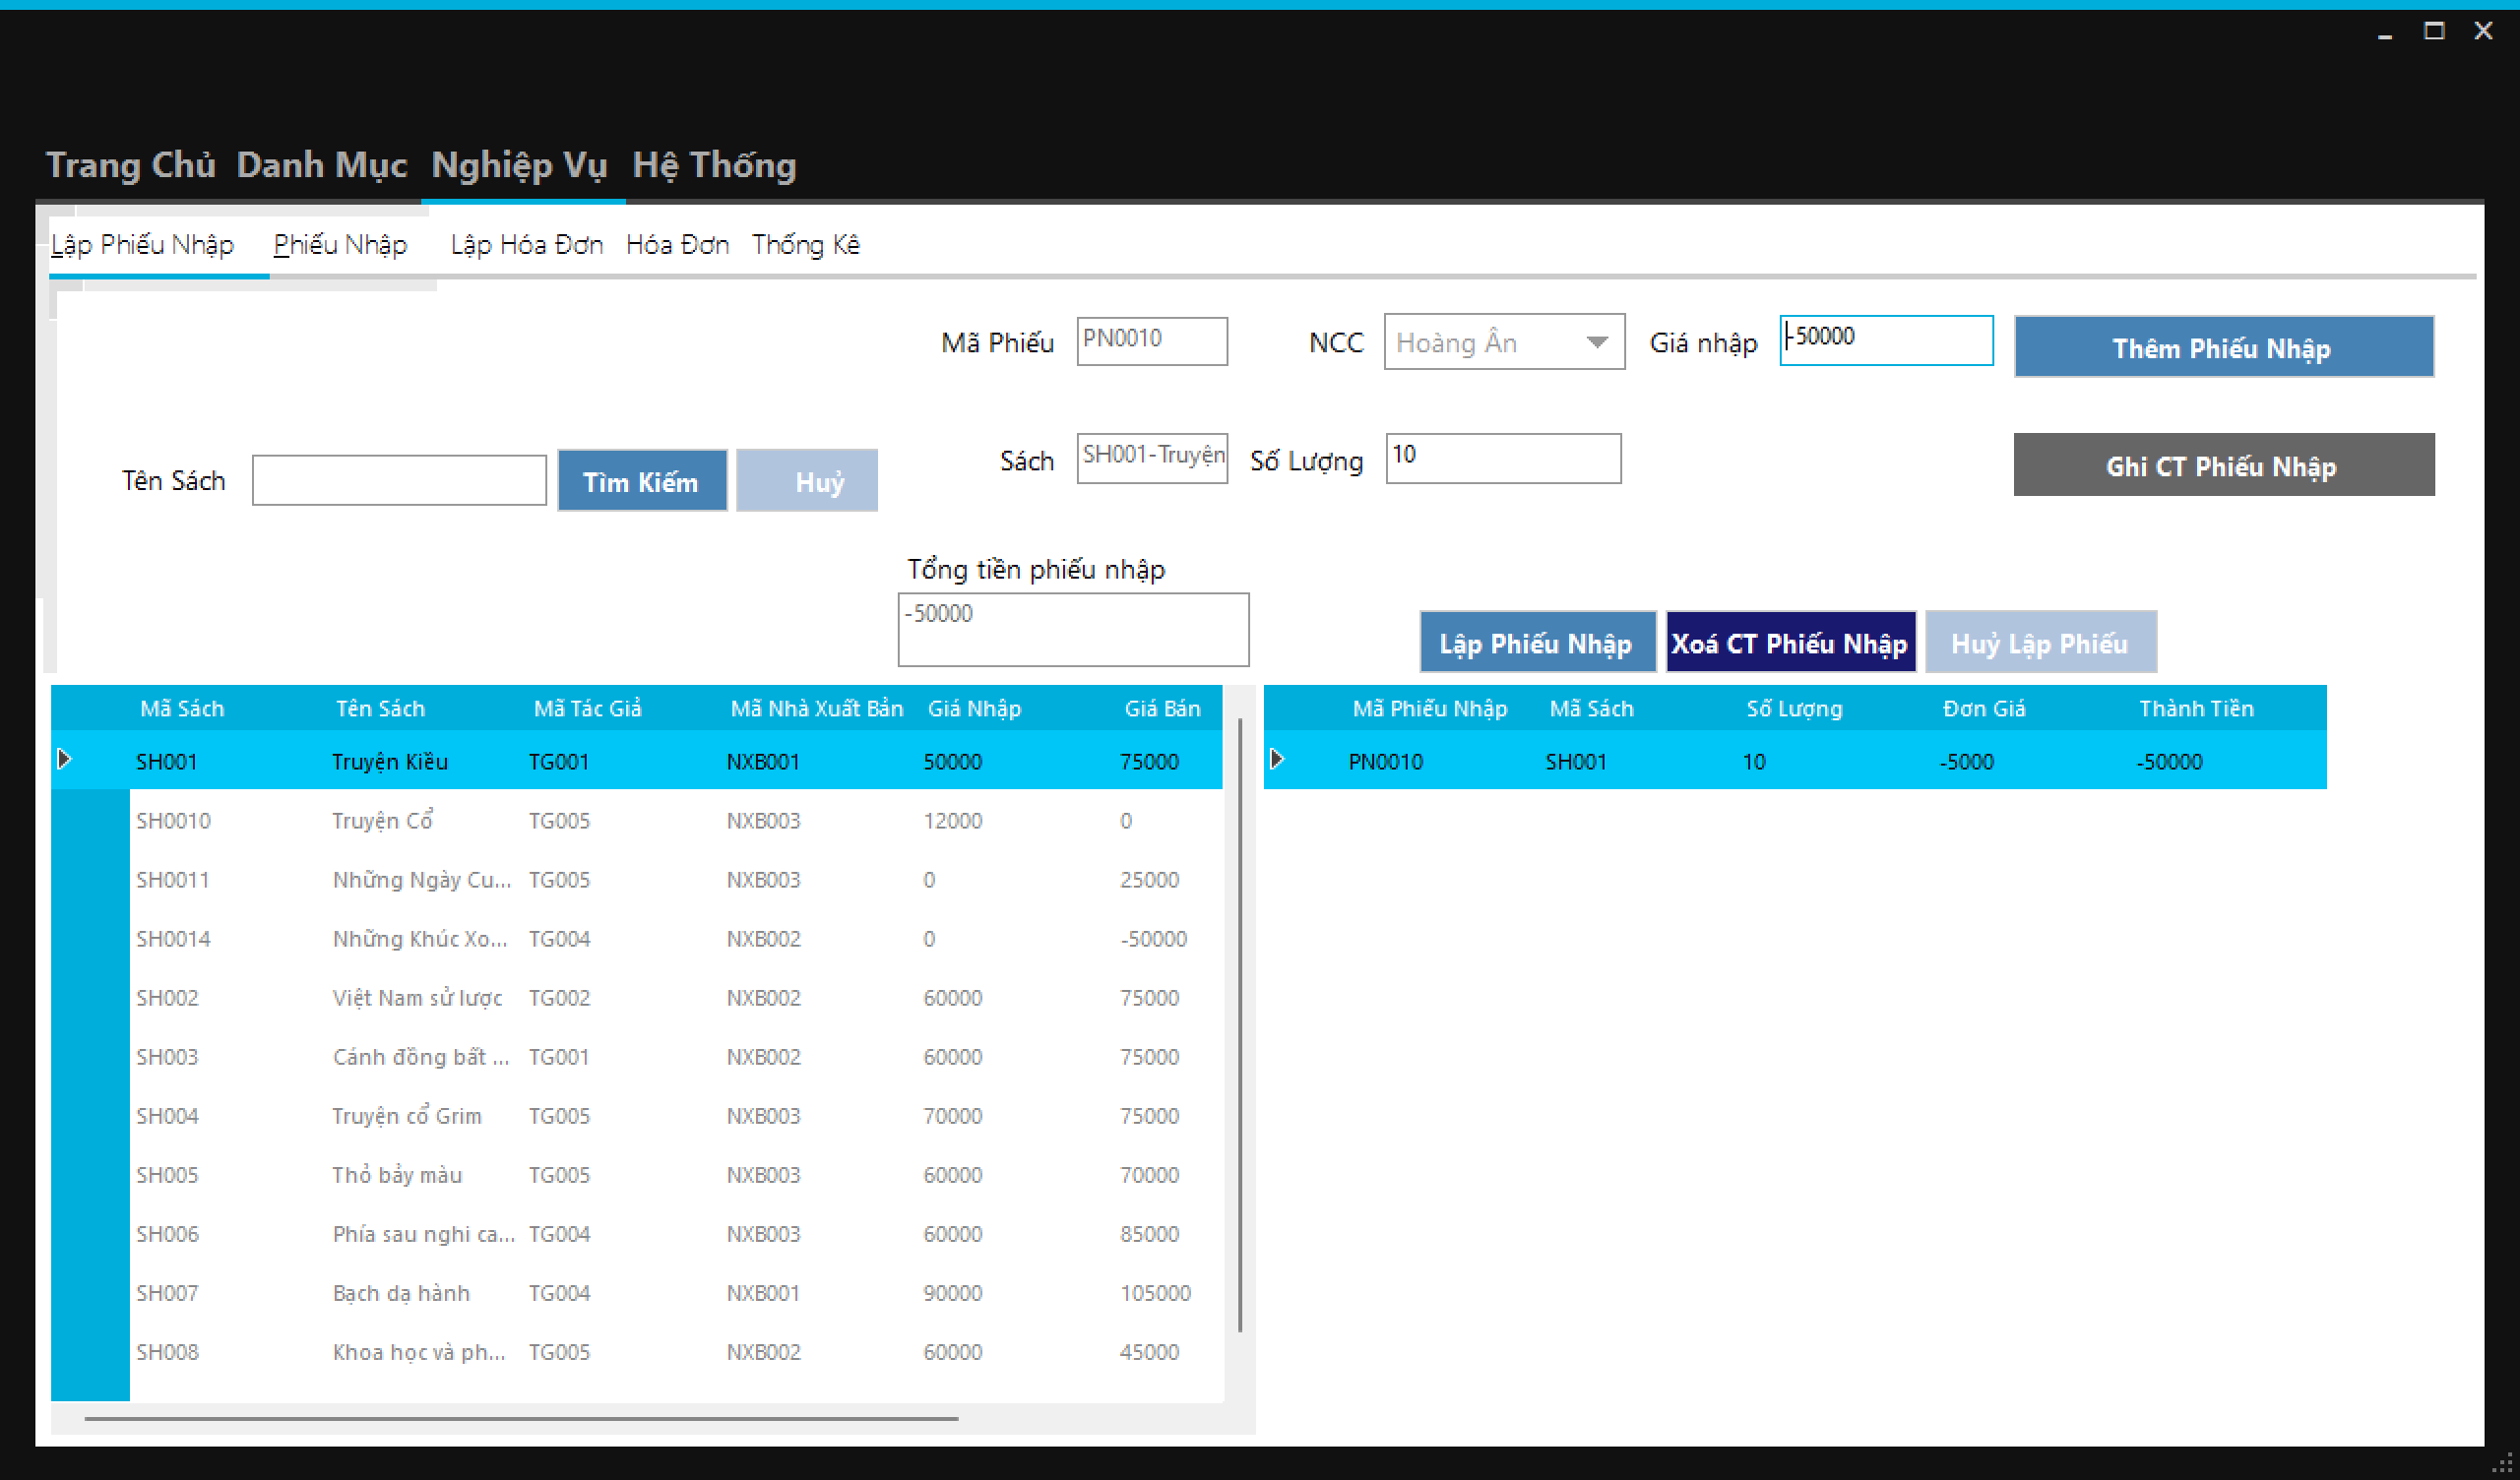 Trang Chủ Danh Mục Nghiệp Vụ Hệ Thống
Lập Phiếu Nhập Phiếu Nhập Lập Hóa Đơn Hóa Đơn Thống Kê
Mã Phiếu PN0010 NCC Hoàng Ân Giá nhập -50000 Thêm Phiếu Nhập
Tên Sách Tìm Kiếm Huỷ Sách SH001-Truyện Số Lượng 10 Ghi CT Phiếu Nhập
Tổng tiền phiếu nhập
-50000
Lập Phiếu Nhập Xoá CT Phiếu Nhập Huỷ Lập Phiếu
Mã Sách Tên Sách Mã Tác Giả Mã Nhà Xuất Bản Giá Nhập Giá Bán
SH001 Truyện Kiều TG001 NXB001 50000 75000
SH0010 Truyện Cổ TG005 NXB003 12000 0
SH0011 Những Ngày Cu... TG005 NXB003 0 25000
SH0014 Những Khúc Xo... TG004 NXB002 0 -50000
SH002 Việt Nam sử lược TG002 NXB002 60000 75000
SH003 Cánh đồng bất ... TG001 NXB002 60000 75000
SH004 Truyện cổ Grim TG005 NXB003 70000 75000
SH005 Thỏ bẩy màu TG005 NXB003 60000 70000
SH006 Phía sau nghi ca... TG004 NXB003 60000 85000
SH007 Bạch dạ hành TG004 NXB001 90000 105000
SH008 Khoa học và ph... TG005 NXB002 60000 45000
Mã Phiếu Nhập Mã Sách Số Lượng Đơn Giá Thành Tiền
PN0010 SH001 10 -5000 -50000